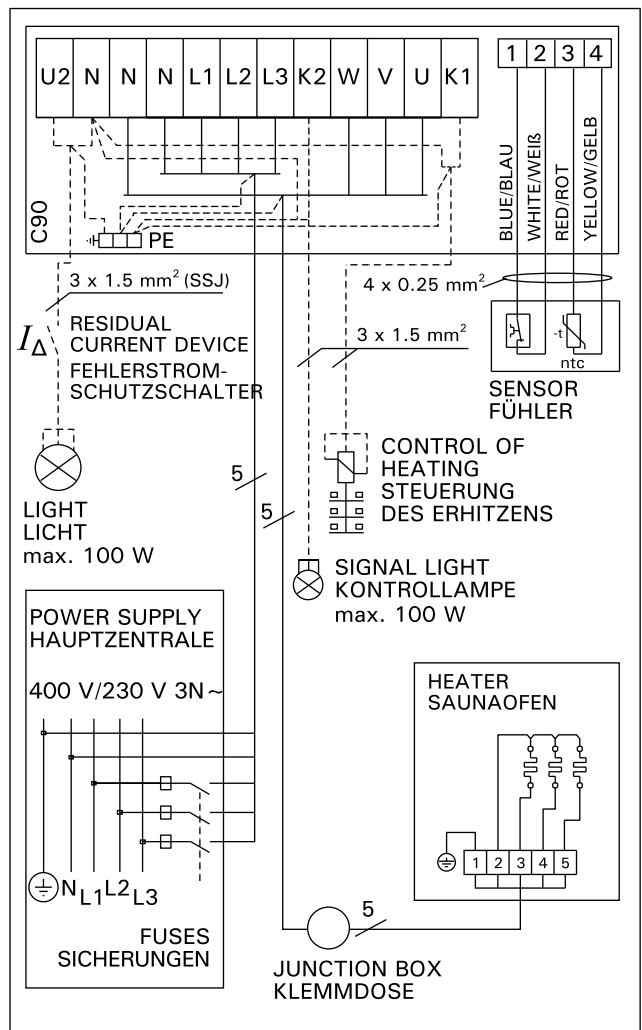 U2 N N N L1 L2 L3 K2 W V U K1
1 2 3 4
BLUE/BLAU
WHITE/WEIß
RED/ROT
YELLOW/GELB
C90
PE
3 x 1.5 mm² (SSJ)
4 x 0.25 mm²
I∆
RESIDUAL
CURRENT DEVICE
FEHLERSTROM-
SCHUTZSCHALTER
3 x 1.5 mm²
-t
ntc
SENSOR
FÜHLER
CONTROL OF
HEATING
STEUERUNG
DES ERHITZENS
5
5
LIGHT
LICHT
max. 100 W
SIGNAL LIGHT
KONTROLLAMPE
max. 100 W
POWER SUPPLY
HAUPTZENTRALE
400 V/230 V 3N~
N L1 L2 L3
FUSES
SICHERUNGEN
HEATER
SAUNAOFEN
1 2 3 4 5
5
JUNCTION BOX
KLEMMDOSE